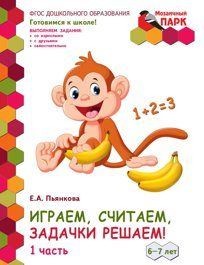 ФГОС ДОШКОЛЬНОГО ОБРАЗОВАНИЯ
Готовимся к школе!
ВЫПОЛНЯЕМ ЗАДАНИЯ:
• со взрослыми
• с друзьями
• самостоятельно
Мозаичный
ПАРК
1+2=3
Е.А. Пьянкова
ИГРАЕМ, СЧИТАЕМ,
ЗАДАЧКИ РЕШАЕМ!
1 часть
6–7 лет